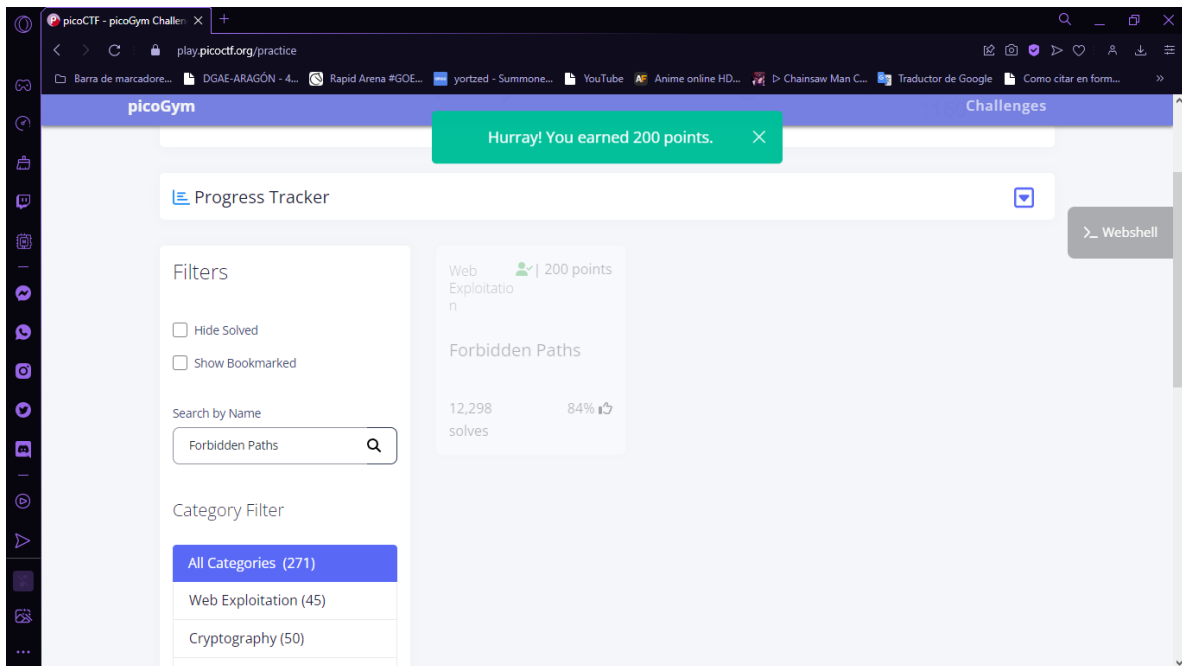 picoCTF - picoGym Challen
play.picoctf.org/practice
Barra de marcadore... DGAE-ARAGÓN - 4... Rapid Arena #GOE... yortzed - Summone... YouTube Anime online HD... ▷ Chainsaw Man C... Traductor de Google Como citar en form... »
picoGym Challenges
Hurray! You earned 200 points.
Progress Tracker
>_ Webshell
Filters
Hide Solved
Show Bookmarked
Search by Name
Forbidden Paths
Category Filter
All Categories (271)
Web Exploitation (45)
Cryptography (50)
Web | 200 points
Exploitatio
n
Forbidden Paths
12,298 84%
solves